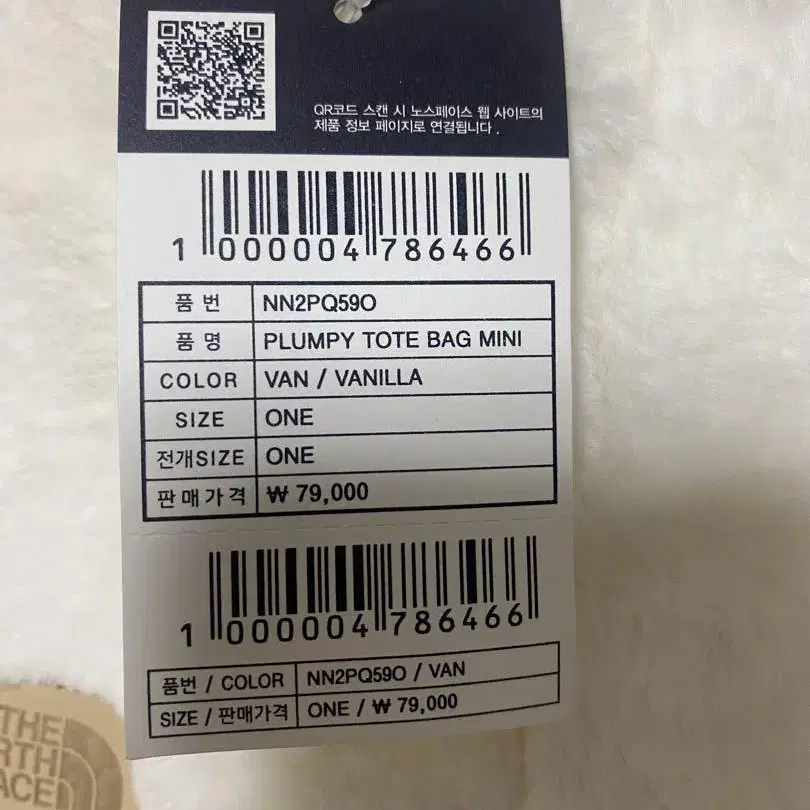 QR코드 스캔 시 노스페이스 웹 사이트의
제품 정보 페이지로 연결됩니다.
1 000004 786466
품 번 NN2PQ59O
품 명 PLUMPY TOTE BAG MINI
COLOR VAN / VANILLA
SIZE ONE
전개SIZE ONE
판매가격 ₩ 79,000
1 000004 786466
품번 / COLOR NN2PQ59O / VAN
SIZE / 판매가격 ONE / ₩ 79,000
THE